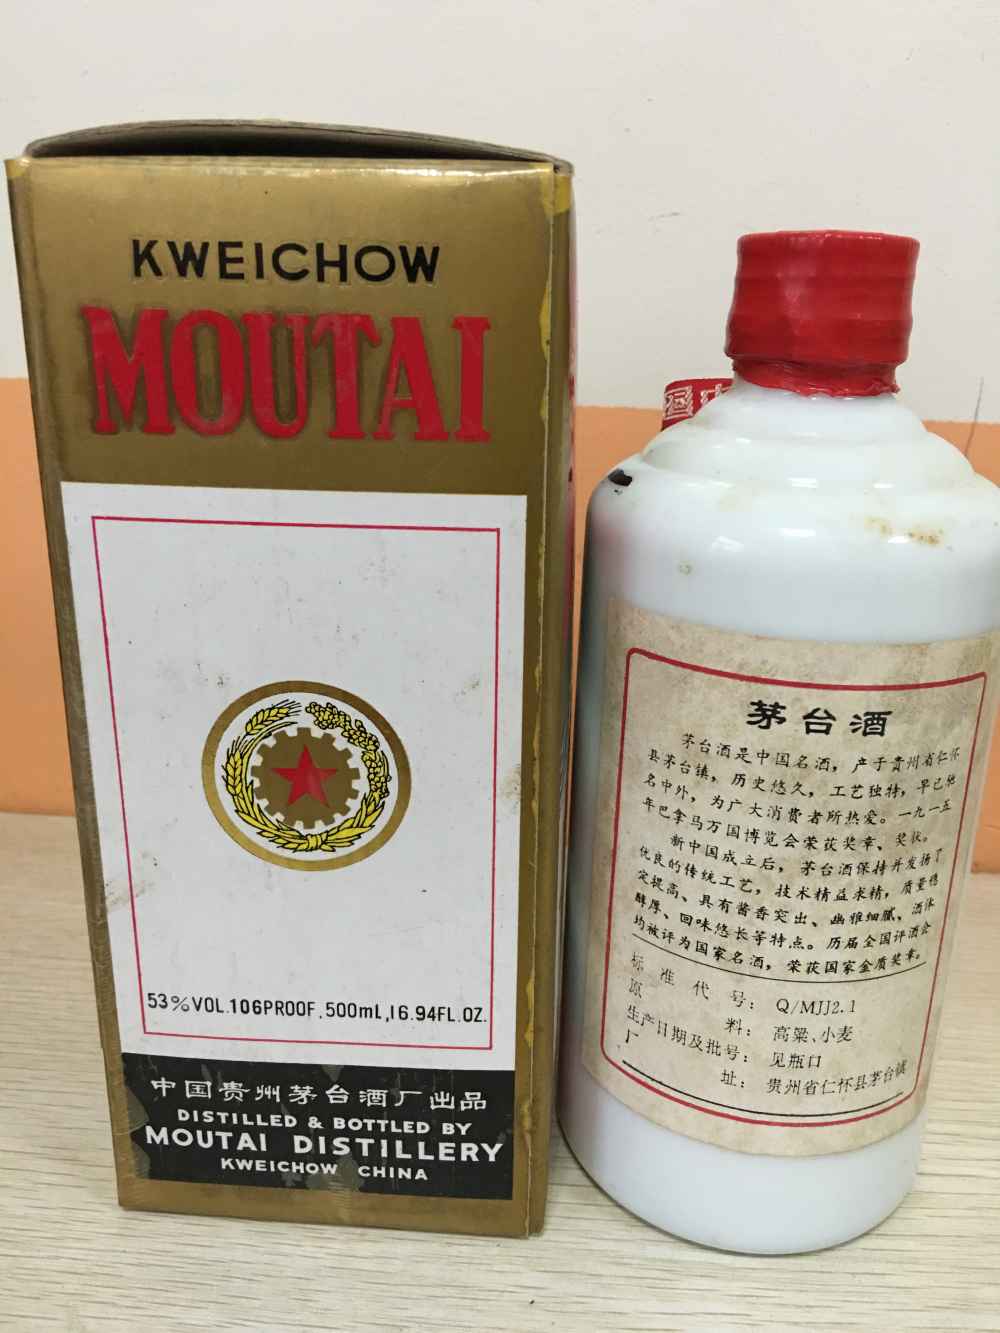 KWEICHOW
MOUTAI
53%VOL.106PROOF,500mL,16.94FL.OZ.
中国贵州茅台酒厂出品
DISTILLED & BOTTLED BY
MOUTAI DISTILLERY
KWEICHOW CHINA
茅台酒
茅台酒是中国名酒，产于贵州省仁怀
县茅台镇，历史悠久，工艺独特，早已驰
名中外，为广大消费者所热爱。一九一五
年巴拿马万国博览会荣获奖章、奖状。
新中国成立后，茅台酒保持并发扬了
优良的传统工艺，技术精益求精，质量稳
定提高、具有酱香突出、幽雅细腻、酒体
醇厚、回味悠长等特点。历届全国评酒会
均被评为国家名酒，荣获国家金质奖章。
标准代号：Q/MJJ2.1
原料：高粱、小麦
生产日期及批号：见瓶口
厂址：贵州省仁怀县茅台镇